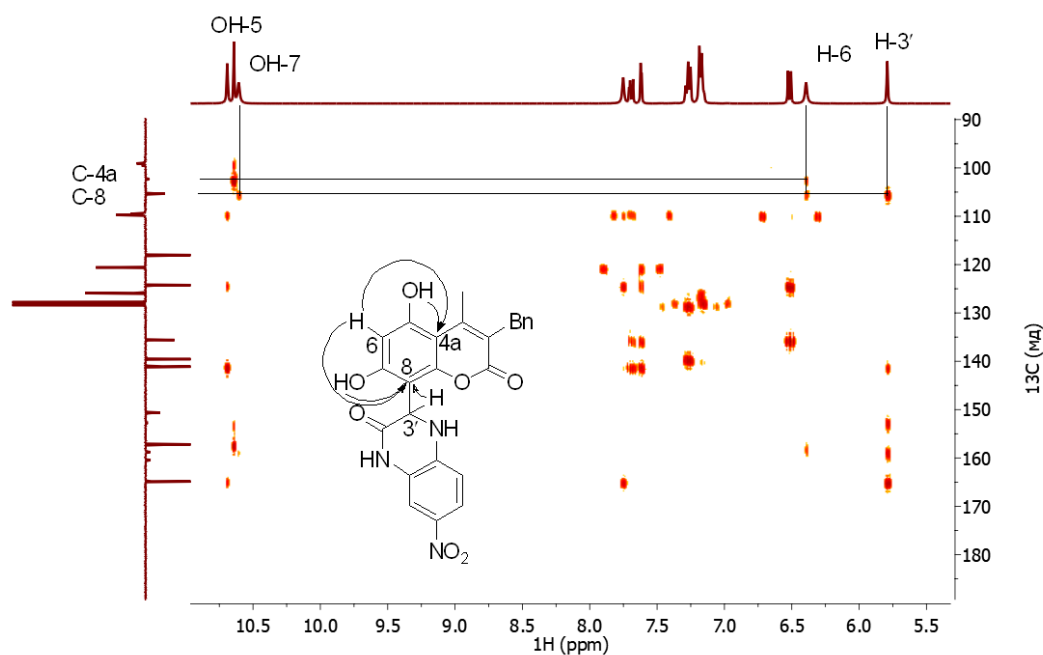 OH-5
OH-7
H-6
H-3′
C-4a
C-8
90
100
110
120
130
140
150
160
170
180
13C (мд)
OH
H
6
4a
Bn
HO
8
O
O
H
O
3′
NH
HN
NO2
10.5
10.0
9.5
9.0
8.5
8.0
7.5
7.0
6.5
6.0
5.5
1H (ppm)